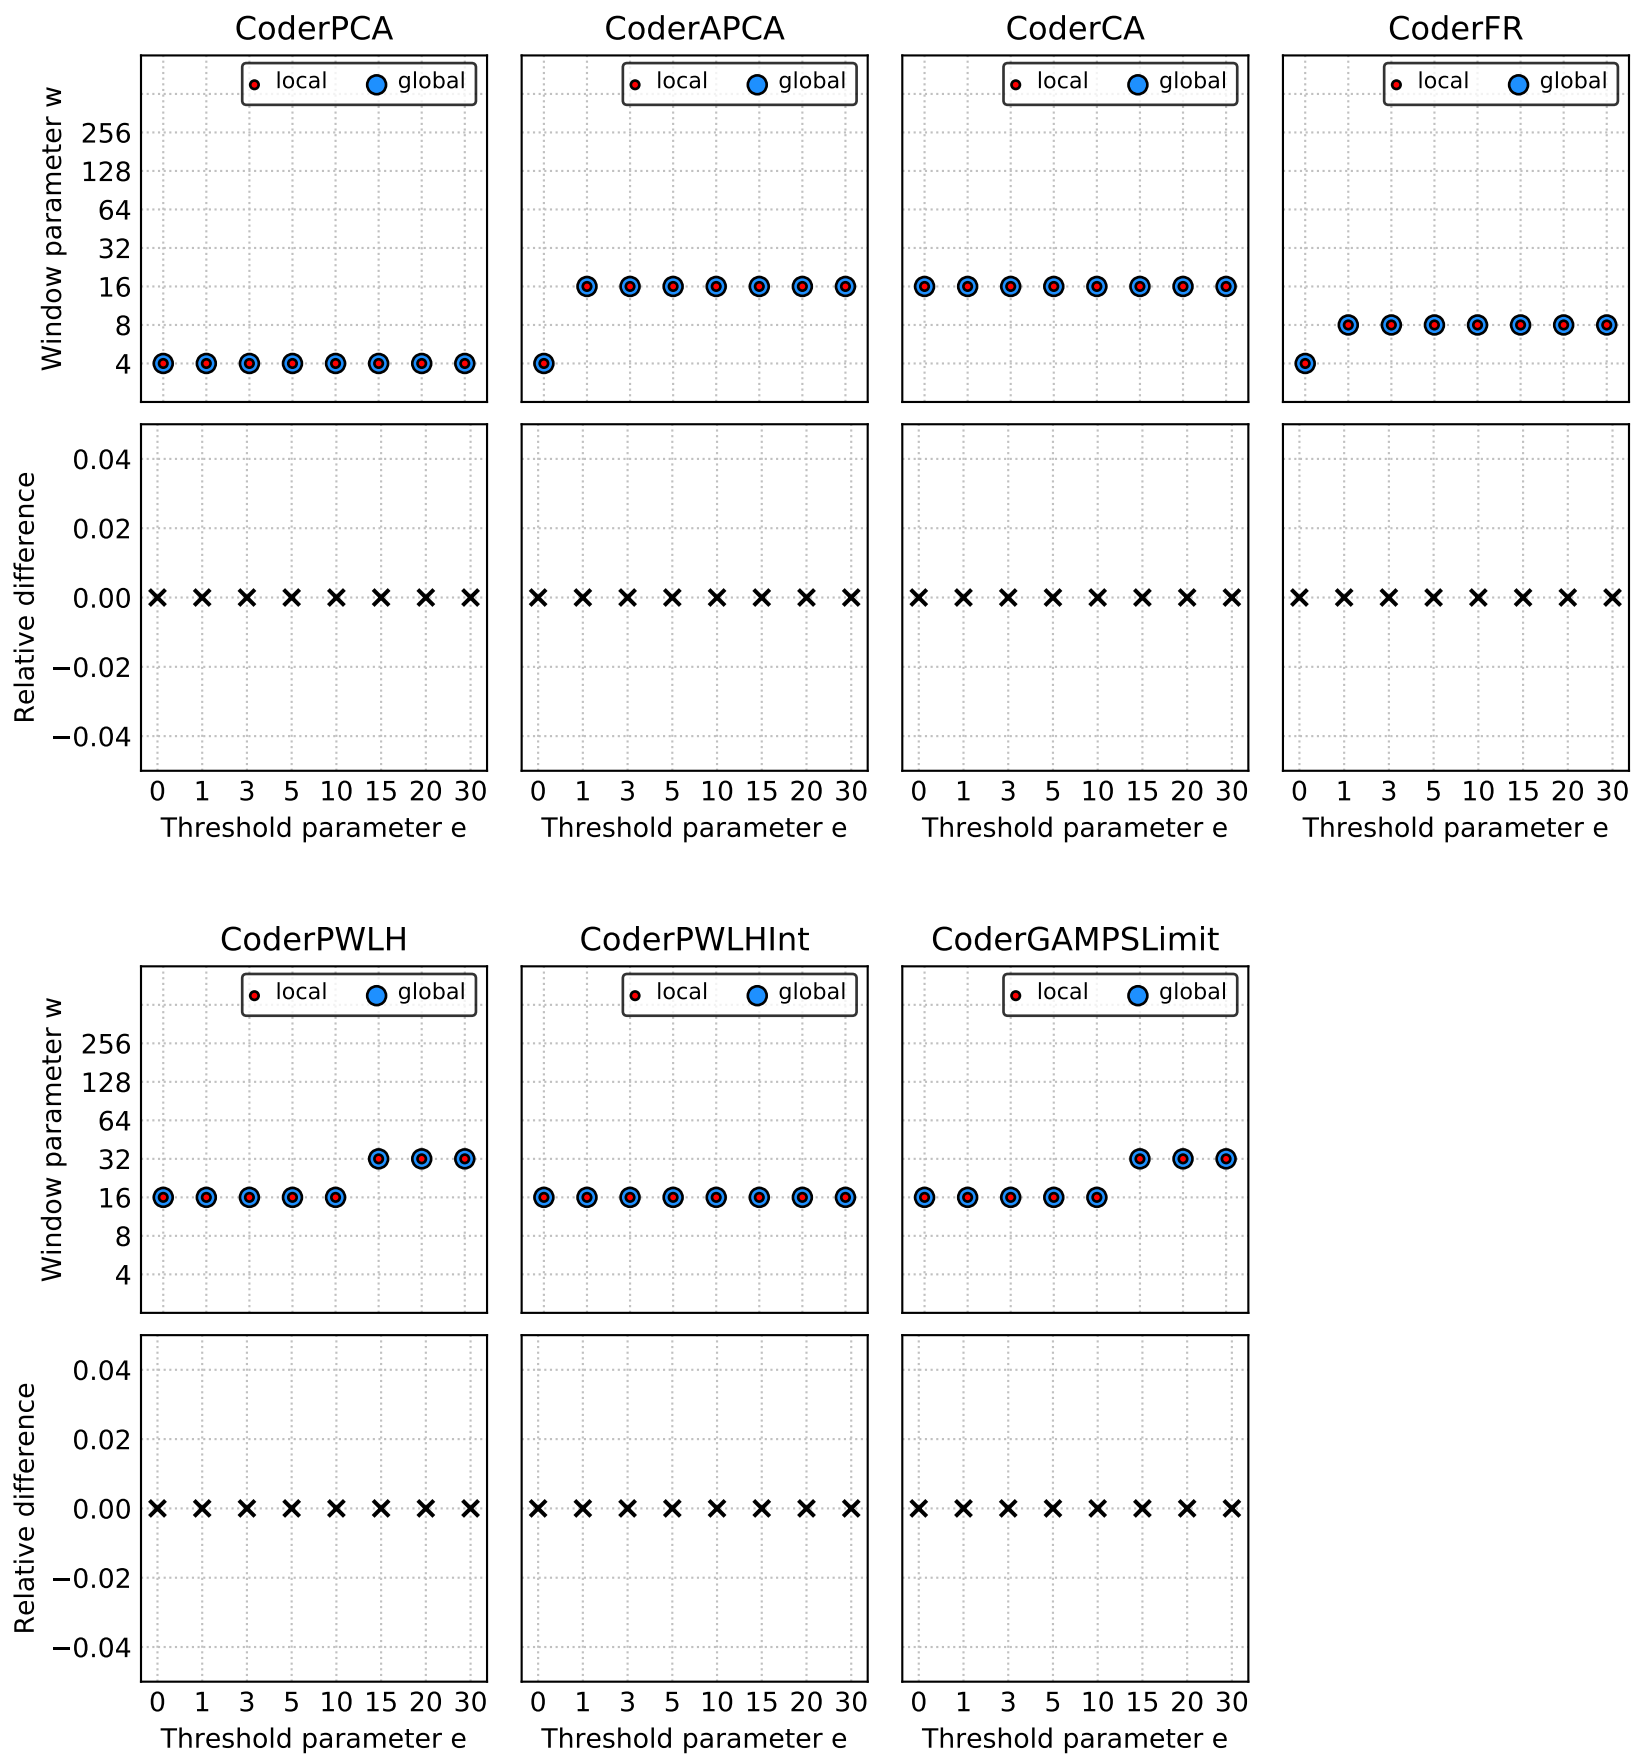 CoderPCA CoderAPCA CoderCA CoderFR
local global local global local global local global
Window parameter w
256
128
64
32
16
8
4
Relative difference
0.04
0.02
0.00
−0.02
−0.04
0 1 3 5 10 15 20 30 0 1 3 5 10 15 20 30 0 1 3 5 10 15 20 30 0 1 3 5 10 15 20 30
Threshold parameter e Threshold parameter e Threshold parameter e Threshold parameter e
CoderPWLH CoderPWLHInt CoderGAMPSLimit
local global local global local global
Window parameter w
256
128
64
32
16
8
4
Relative difference
0.04
0.02
0.00
−0.02
−0.04
0 1 3 5 10 15 20 30 0 1 3 5 10 15 20 30 0 1 3 5 10 15 20 30
Threshold parameter e Threshold parameter e Threshold parameter e